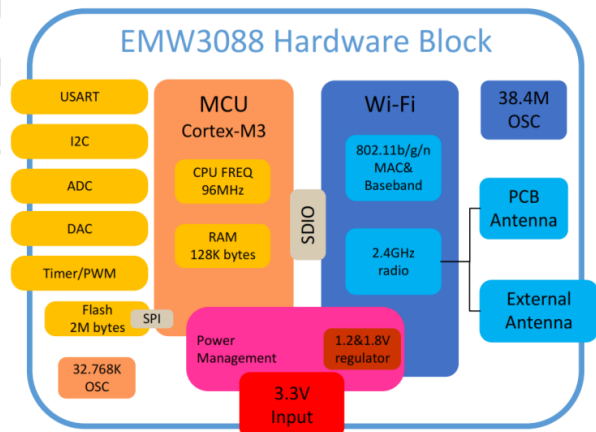 EMW3088 Hardware Block
USART
I2C
ADC
DAC
Timer/PWM
Flash
2M bytes
SPI
32.768K
OSC
MCU
Cortex-M3
CPU FREQ
96MHz
RAM
128K bytes
SDIO
Wi-Fi
802.11b/g/n
MAC&
Baseband
2.4GHz
radio
38.4M
OSC
PCB
Antenna
External
Antenna
Power
Management
1.2&1.8V
regulator
3.3V
Input